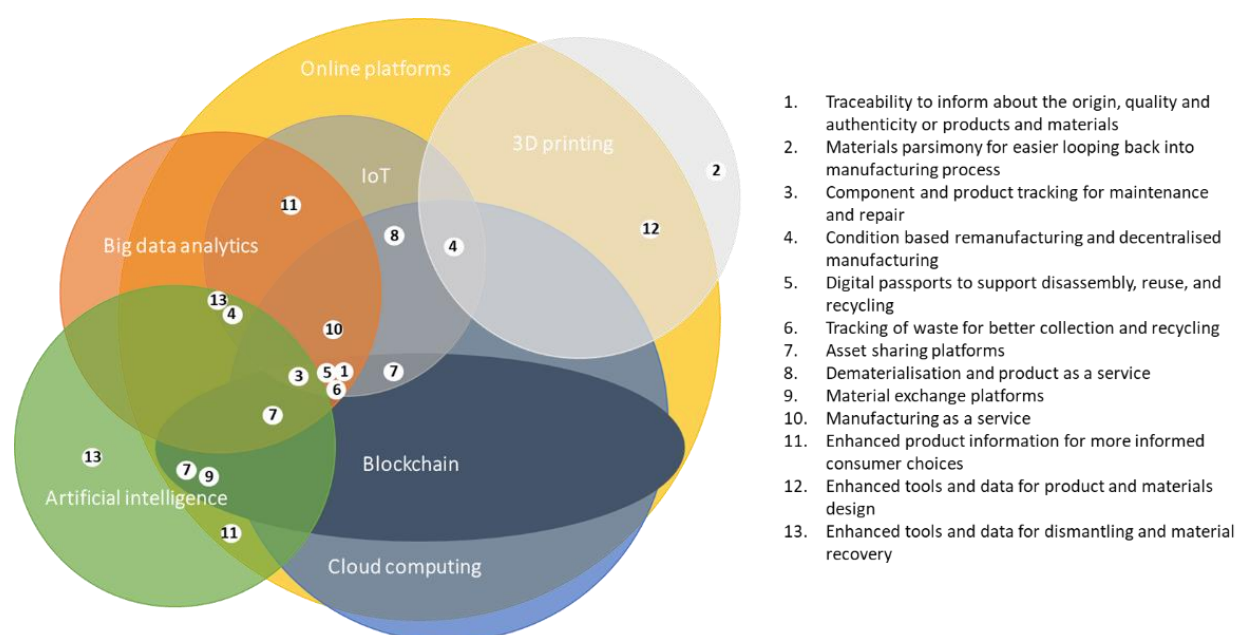 Online platforms
3D printing
IoT
2
11
12
8
Big data analytics
4
13
4
10
3
5
1
7
6
7
Blockchain
13
7
9
Artificial intelligence
11
Cloud computing
1. Traceability to inform about the origin, quality and
authenticity or products and materials
2. Materials parsimony for easier looping back into
manufacturing process
3. Component and product tracking for maintenance
and repair
4. Condition based remanufacturing and decentralised
manufacturing
5. Digital passports to support disassembly, reuse, and
recycling
6. Tracking of waste for better collection and recycling
7. Asset sharing platforms
8. Dematerialisation and product as a service
9. Material exchange platforms
10. Manufacturing as a service
11. Enhanced product information for more informed
consumer choices
12. Enhanced tools and data for product and materials
design
13. Enhanced tools and data for dismantling and material
recovery